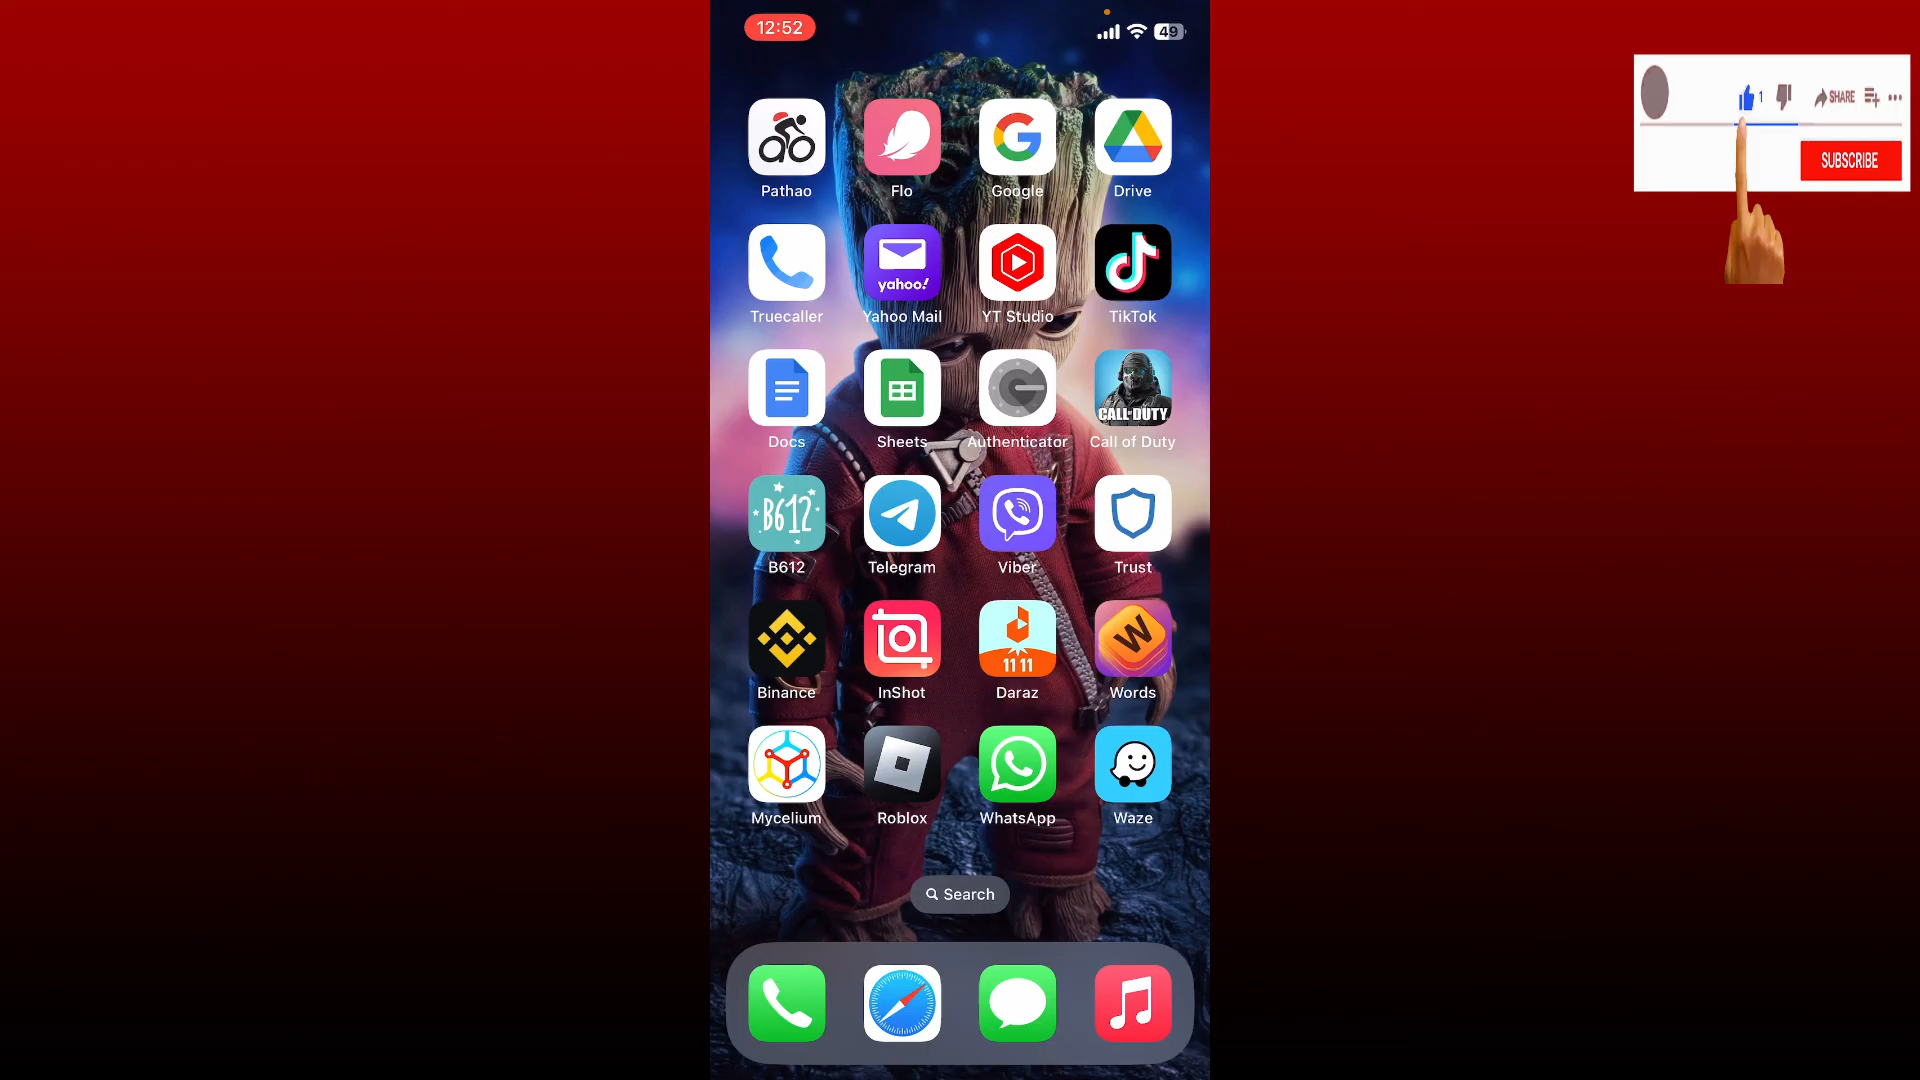 12:52
49
1
SHARE
SUBSCRIBE
Pathao
Flo
Google
Drive
yahoo!
Truecaller
Yahoo Mail
YT Studio
TikTok
CALL OF DUTY
Docs
Sheets
Authenticator
Call of Duty
B612
B612
Telegram
Viber
Trust
11 11
W
Binance
InShot
Daraz
Words
Mycelium
Roblox
WhatsApp
Waze
Search